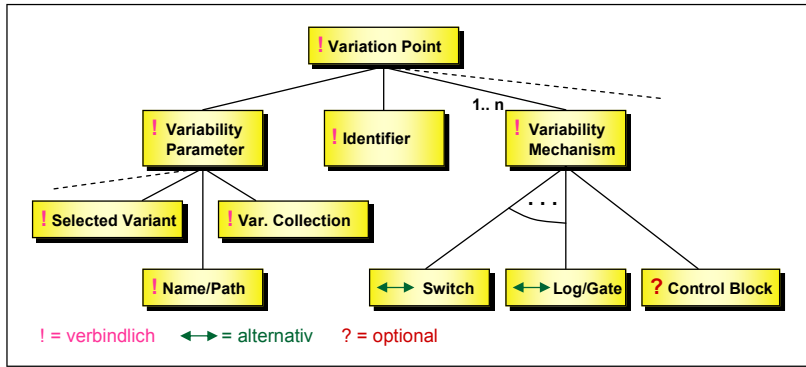 ! Variation Point
1.. n
! Variability
Parameter
! Identifier
! Variability
Mechanism
! Selected Variant
! Var. Collection
. . .
! Name/Path
↔ Switch
↔ Log/Gate
? Control Block
! = verbindlich ↔ = alternativ ? = optional